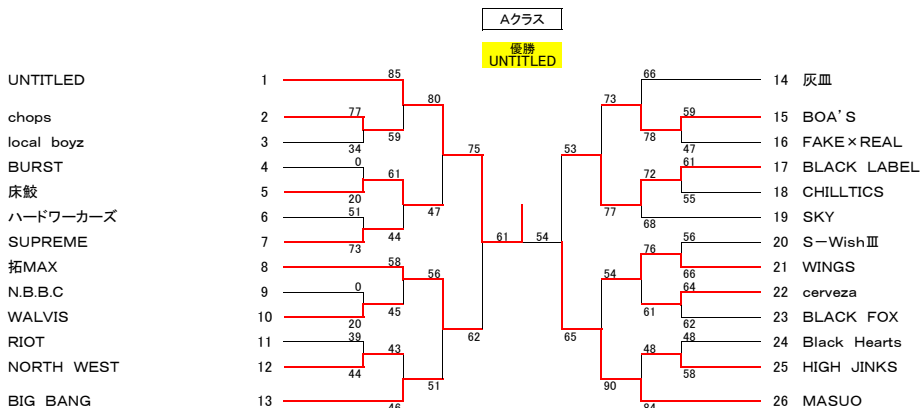 Aクラス
優勝
UNTITLED
UNTITLED 1 85 66 14 灰皿
80 73
chops 2 77 59 15 BOA'S
59 78
local boyz 3 34 75 53 47 16 FAKE×REAL
BURST 4 0 61 17 BLACK LABEL
61 72
床鮫 5 20 55 18 CHILLTICS
ハードワーカーズ 6 51 47 77 68 19 SKY
44
SUPREME 7 73 61 54 56 20 S－WishⅢ
76
拓MAX 8 58 66 21 WINGS
56 54
N.B.B.C 9 0 64 22 cerveza
45 61
WALVIS 10 20 62 23 BLACK FOX
RIOT 11 39 62 65 48 24 Black Hearts
43 48
NORTH WEST 12 44 58 25 HIGH JINKS
51 90
BIG BANG 13 46 84 26 MASUO